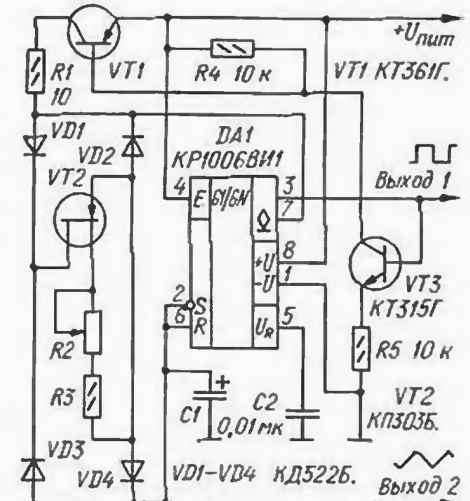 +Uпит
R1
10
VT1
R4 10 к
VT1 КТ361Г.
VD1
VD2
VT2
DA1
КР1006ВИ1
4
E
G1/GN
3
7
8
+U
-U
1
2
S
6
R
UR
5
Выход 1
VT3
КТ315Г
R2
R3
R5 10 к
C1
+
C2
0,01мк
VT2
КП303Б.
VD3
VD4
VD1-VD4 КД522Б.
Выход 2